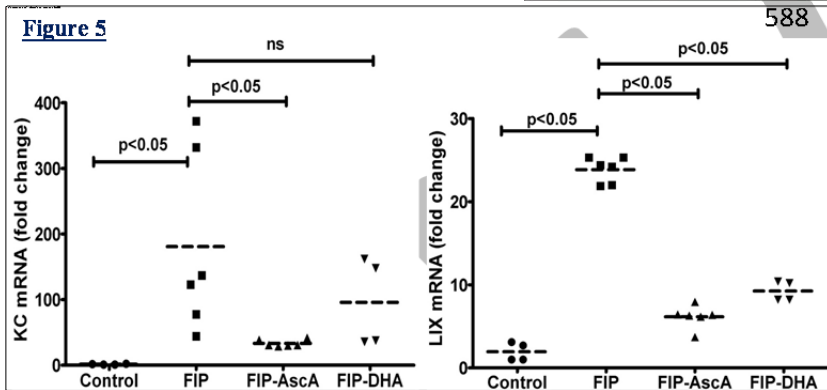 588
Figure 5
ns
p<0.05
p<0.05
KC mRNA (fold change)
400
300
200
100
0
Control FIP FIP-AscA FIP-DHA
p<0.05
p<0.05
p<0.05
LIX mRNA (fold change)
30
20
10
0
Control FIP FIP-AscA FIP-DHA